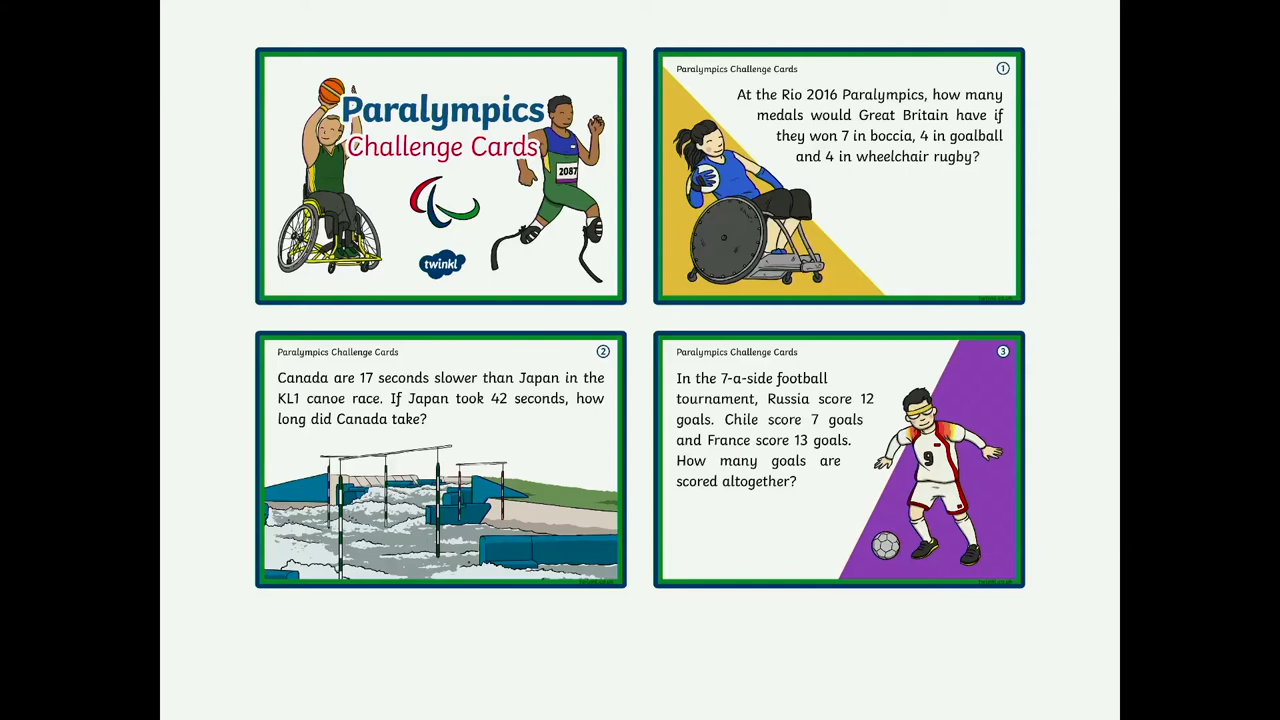 Paralympics
Challenge Cards
2087
twinkl
Paralympics Challenge Cards
1
At the Rio 2016 Paralympics, how many
medals would Great Britain have if
they won 7 in boccia, 4 in goalball
and 4 in wheelchair rugby?
Paralympics Challenge Cards
2
Canada are 17 seconds slower than Japan in the
KL1 canoe race. If Japan took 42 seconds, how
long did Canada take?
Paralympics Challenge Cards
3
In the 7-a-side football
tournament, Russia score 12
goals. Chile score 7 goals
and France score 13 goals.
How many goals are
scored altogether?
9